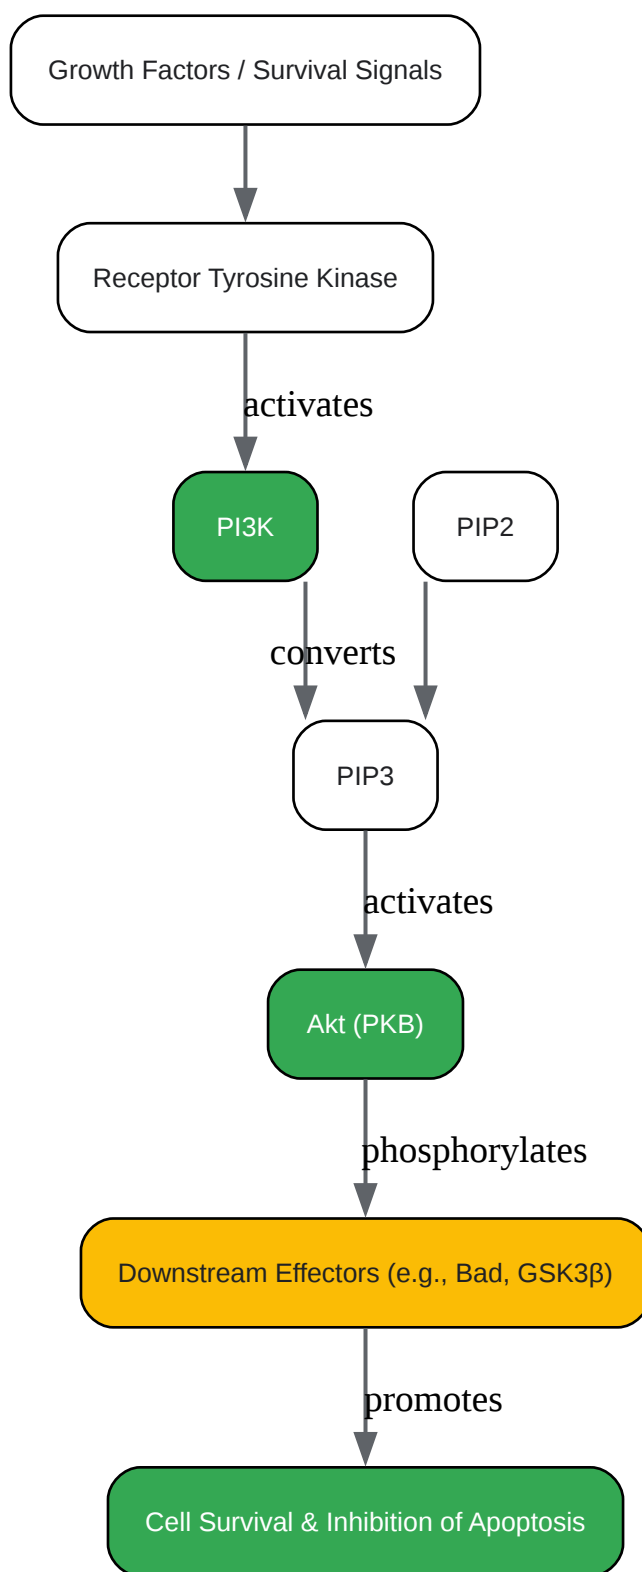 Growth Factors / Survival Signals
Receptor Tyrosine Kinase
activates
PI3K
PIP2
converts
PIP3
activates
Akt (PKB)
phosphorylates
Downstream Effectors (e.g., Bad, GSK3β)
promotes
Cell Survival & Inhibition of Apoptosis